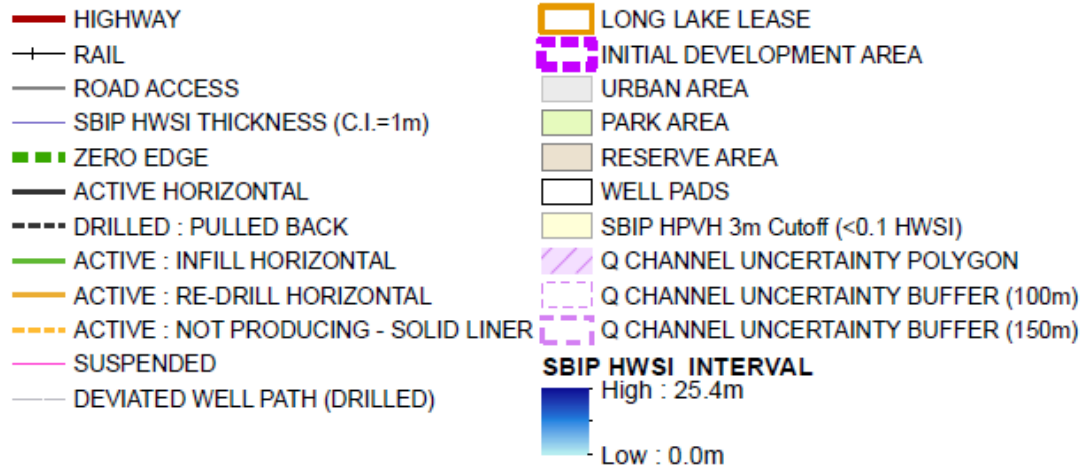 HIGHWAY
RAIL
ROAD ACCESS
SBIP HWSI THICKNESS (C.I.=1m)
ZERO EDGE
ACTIVE HORIZONTAL
DRILLED : PULLED BACK
ACTIVE : INFILL HORIZONTAL
ACTIVE : RE-DRILL HORIZONTAL
ACTIVE : NOT PRODUCING - SOLID LINER
SUSPENDED
DEVIATED WELL PATH (DRILLED)
LONG LAKE LEASE
INITIAL DEVELOPMENT AREA
URBAN AREA
PARK AREA
RESERVE AREA
WELL PADS
SBIP HPVH 3m Cutoff (<0.1 HWSI)
Q CHANNEL UNCERTAINTY POLYGON
Q CHANNEL UNCERTAINTY BUFFER (100m)
Q CHANNEL UNCERTAINTY BUFFER (150m)
SBIP HWSI INTERVAL
High : 25.4m
Low : 0.0m